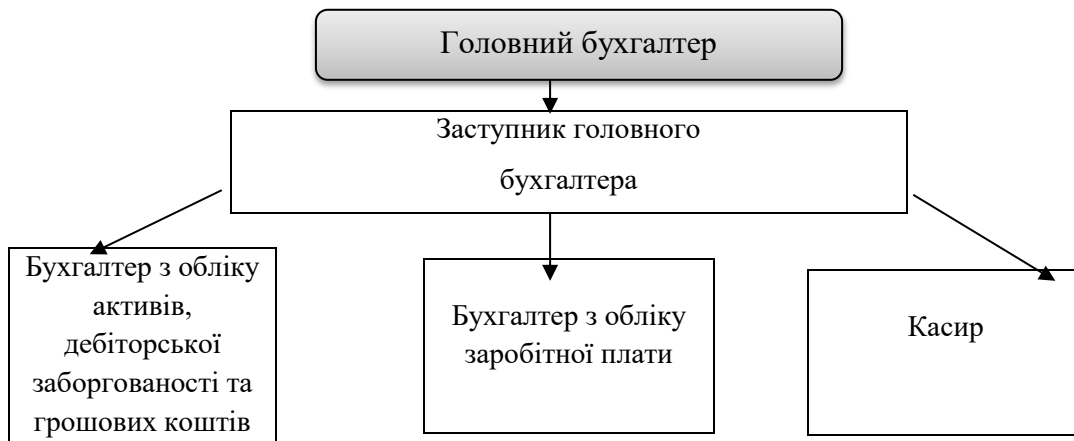 Головний бухгалтер
Заступник головного
бухгалтера
Бухгалтер з обліку
активів,
дебіторської
заборгованості та
грошових коштів
Бухгалтер з обліку
заробітної плати
Касир